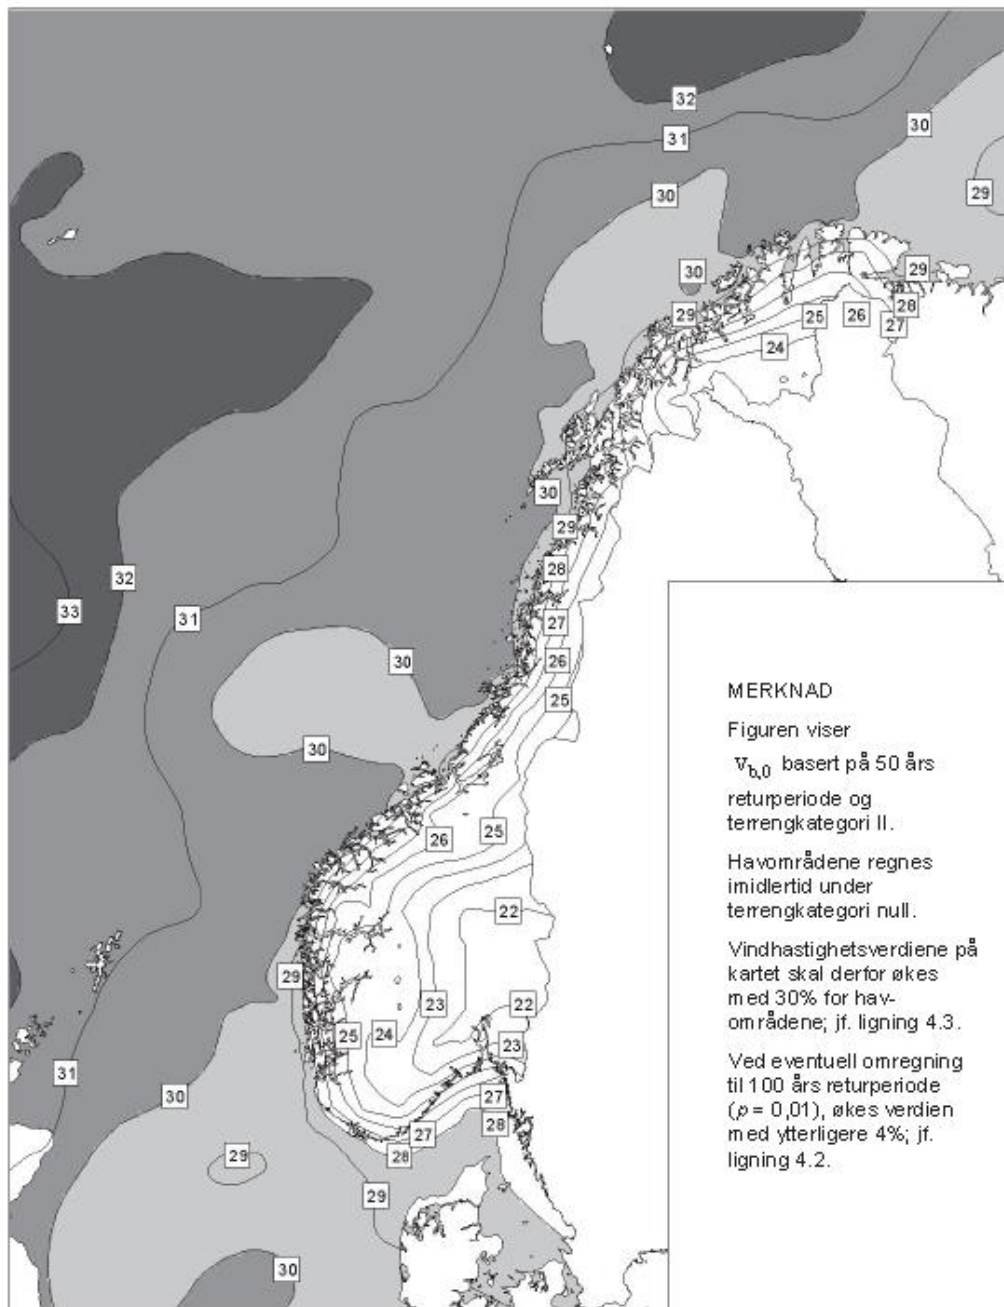 32
31
30
30
29
30
29
29
28
25
26
27
24
30
29
28
32
33
31
27
30
26
25
30
25
26
22
29
23
22
25
24
23
31
30
27
28
27
28
29
29
30
MERKNAD
Figuren viser
v_b,0 basert på 50 års
returperiode og
terrengkategori II.
Havområdene regnes
imidlertid under
terrengkategori null.
Vindhastighetsverdiene på
kartet skal derfor økes
med 30% for hav-
områdene; jf. ligning 4.3.
Ved eventuell omregning
til 100 års returperiode
(p = 0,01), økes verdien
med ytterligere 4%; jf.
ligning 4.2.